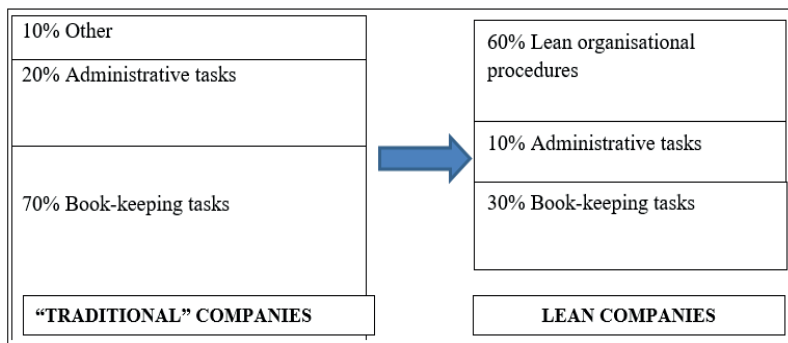 10% Other
20% Administrative tasks
70% Book-keeping tasks
“TRADITIONAL” COMPANIES
60% Lean organisational
procedures
10% Administrative tasks
30% Book-keeping tasks
LEAN COMPANIES